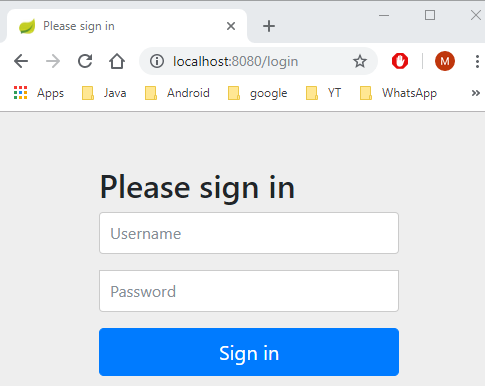 Please sign in
localhost:8080/login
M
Apps Java Android google YT WhatsApp
Please sign in
Username
Password
Sign in